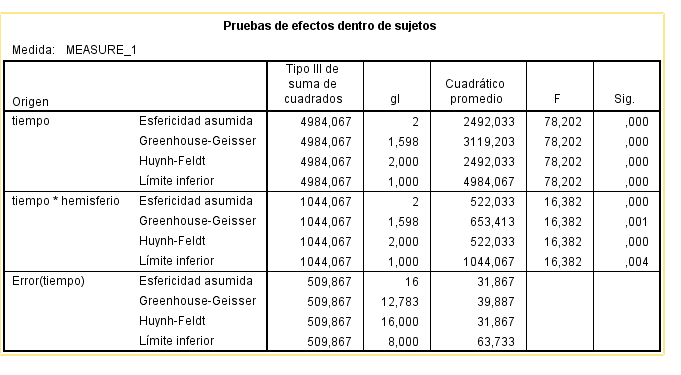 Pruebas de efectos dentro de sujetos
Medida: MEASURE_1
Origen Tipo III de suma de cuadrados gl Cuadrático promedio F Sig.
tiempo Esfericidad asumida 4984,067 2 2492,033 78,202 ,000
Greenhouse-Geisser 4984,067 1,598 3119,203 78,202 ,000
Huynh-Feldt 4984,067 2,000 2492,033 78,202 ,000
Límite inferior 4984,067 1,000 4984,067 78,202 ,000
tiempo * hemisferio Esfericidad asumida 1044,067 2 522,033 16,382 ,000
Greenhouse-Geisser 1044,067 1,598 653,413 16,382 ,001
Huynh-Feldt 1044,067 2,000 522,033 16,382 ,000
Límite inferior 1044,067 1,000 1044,067 16,382 ,004
Error(tiempo) Esfericidad asumida 509,867 16 31,867
Greenhouse-Geisser 509,867 12,783 39,887
Huynh-Feldt 509,867 16,000 31,867
Límite inferior 509,867 8,000 63,733